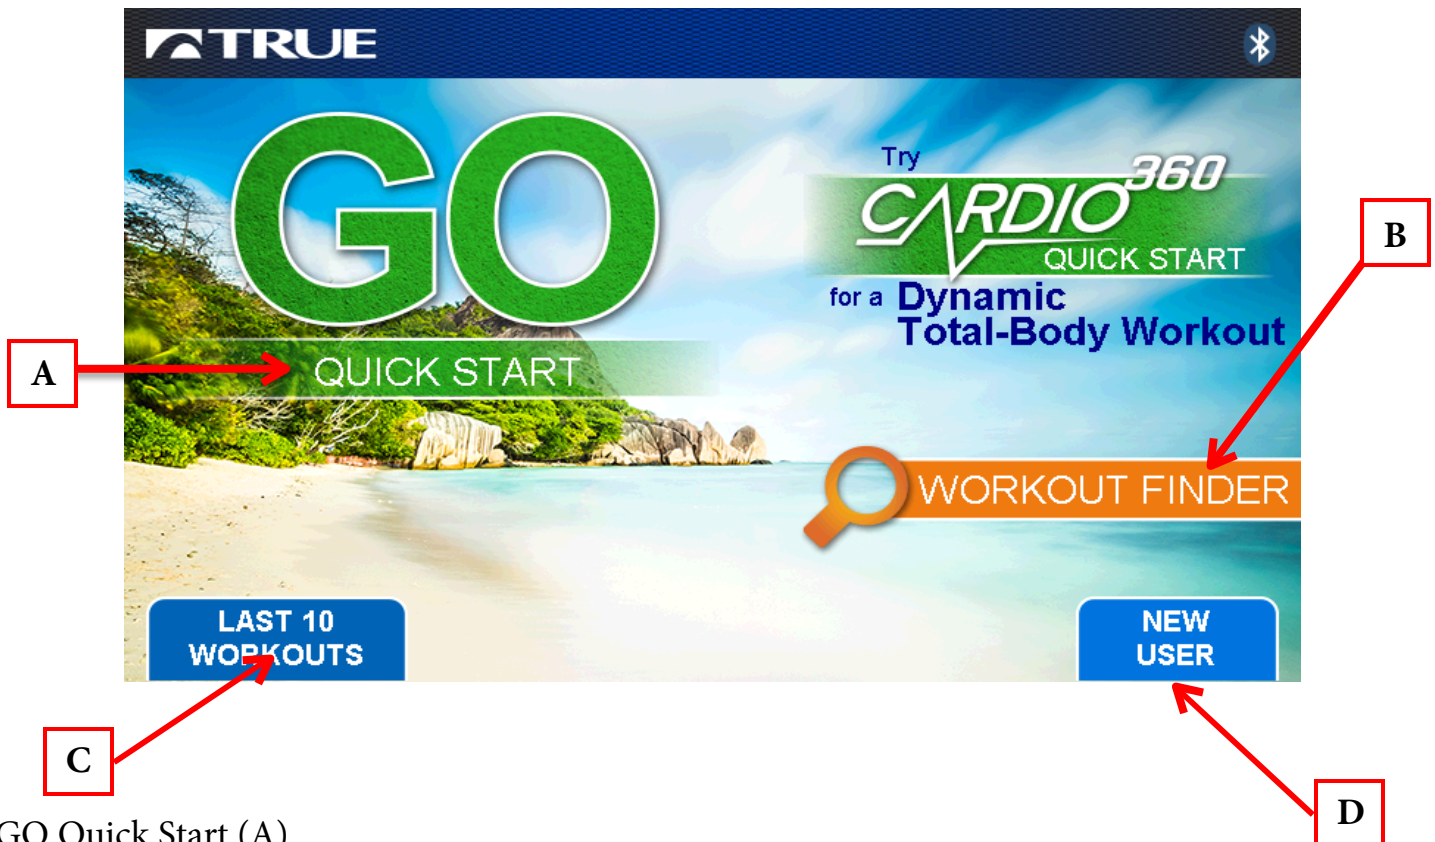 TRUE
GO
QUICK START
Try
CARDIO 360
QUICK START
for a Dynamic
Total-Body Workout
WORKOUT FINDER
LAST 10
WORKOUTS
NEW
USER
A
B
C
D
GO Quick Start (A)